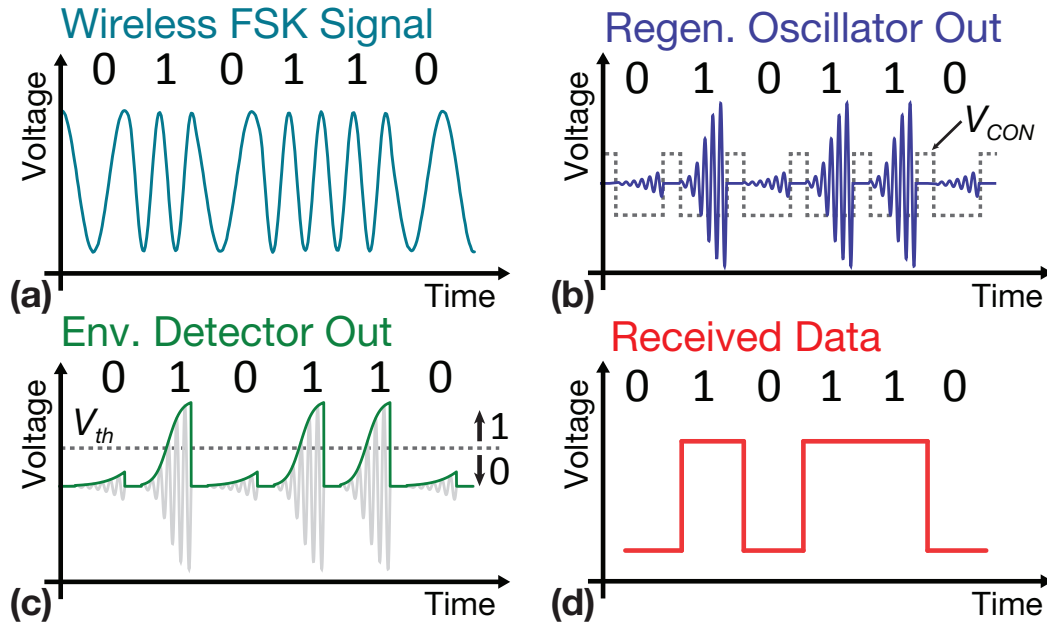 Wireless FSK Signal
0 1 0 1 1 0
Voltage
(a)
Time
Regen. Oscillator Out
0 1 0 1 1 0
V_CON
Voltage
(b)
Time
Env. Detector Out
0 1 0 1 1 0
V_th
1
0
Voltage
(c)
Time
Received Data
0 1 0 1 1 0
Voltage
(d)
Time